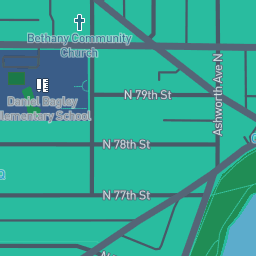 Bethany Community
Church
N 79th St
Ashworth Ave N
Daniel Bagley
Elementary School
N 78th St
N 77th St